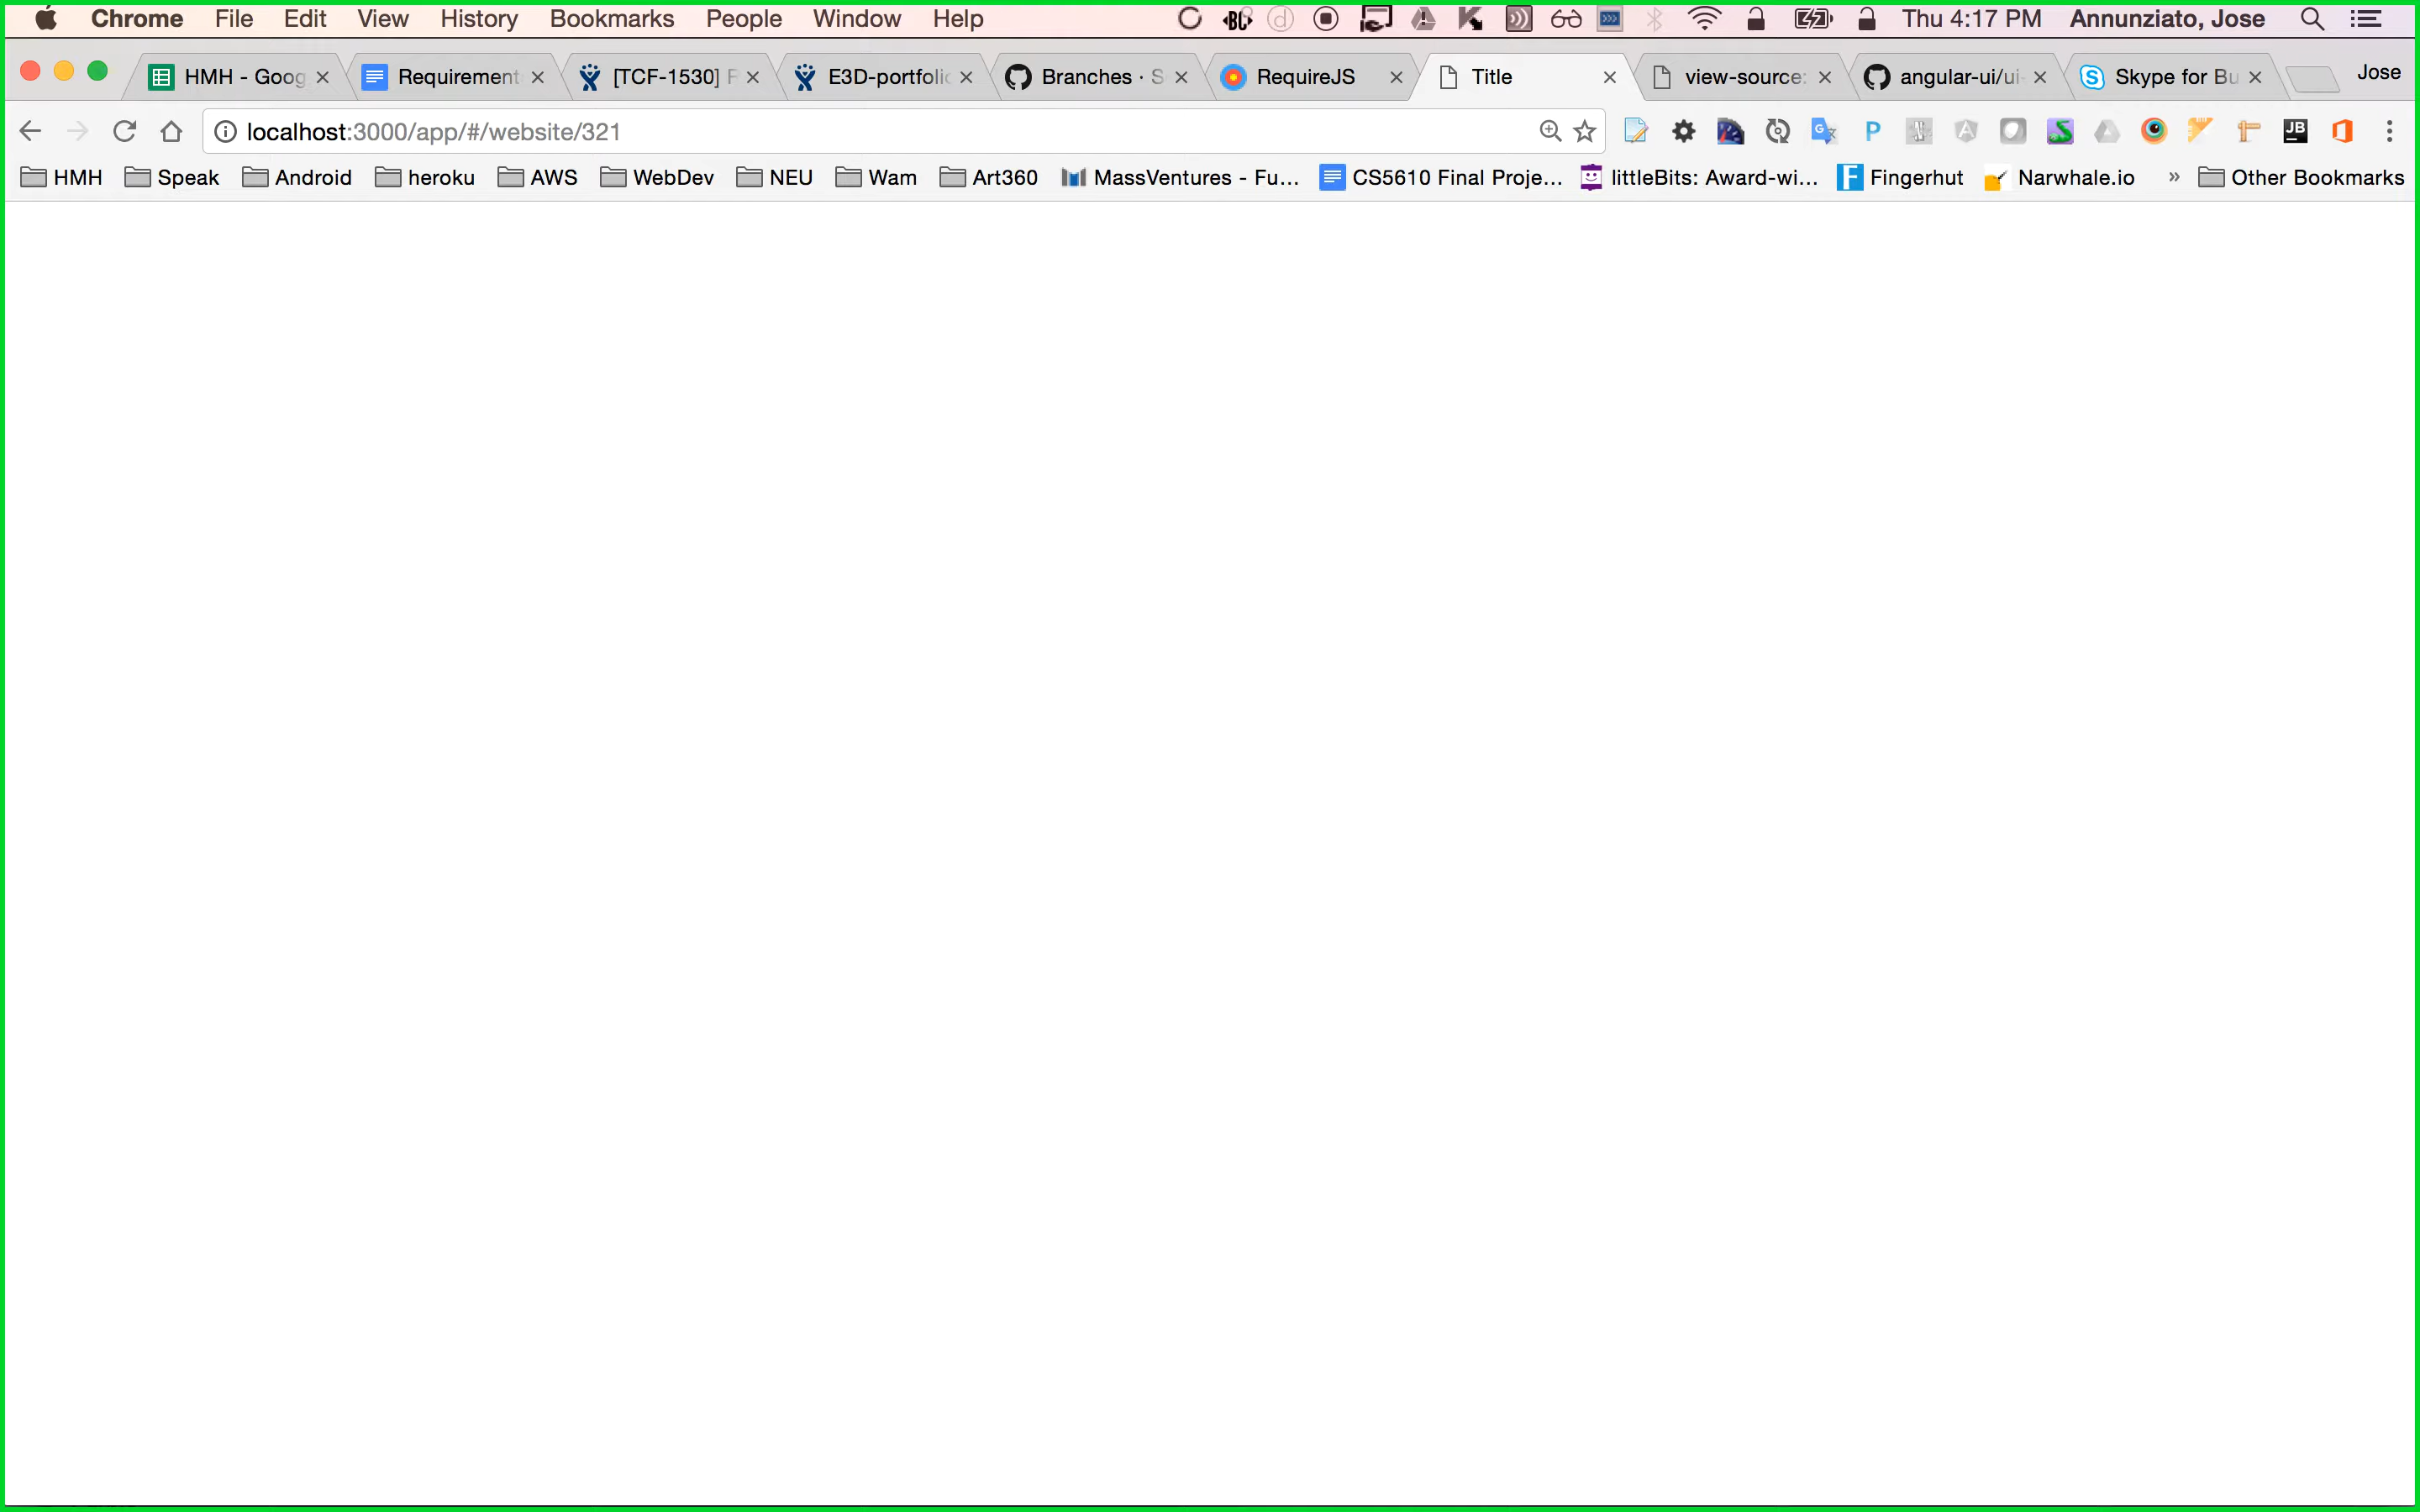 Chrome File Edit View History Bookmarks People Window Help Thu 4:17 PM Annunziato, Jose
HMH - Goog Requirement [TCF-1530] F E3D-portfolio Branches · S RequireJS Title view-source: angular-ui/ui- Skype for Bu Jose
localhost:3000/app/#/website/321
HMH Speak Android heroku AWS WebDev NEU Wam Art360 MassVentures - Fu... CS5610 Final Proje... littleBits: Award-wi... Fingerhut Narwhale.io » Other Bookmarks